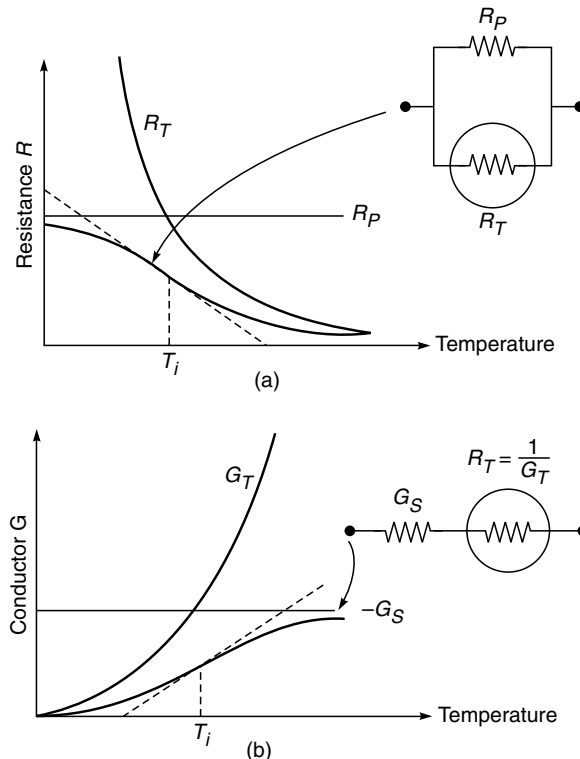 R_P
R_T
R_T
Resistance R
R_P
Temperature
T_i
(a)
R_T = 1/G_T
G_T
G_S
Conductor G
–G_S
Temperature
T_i
(b)